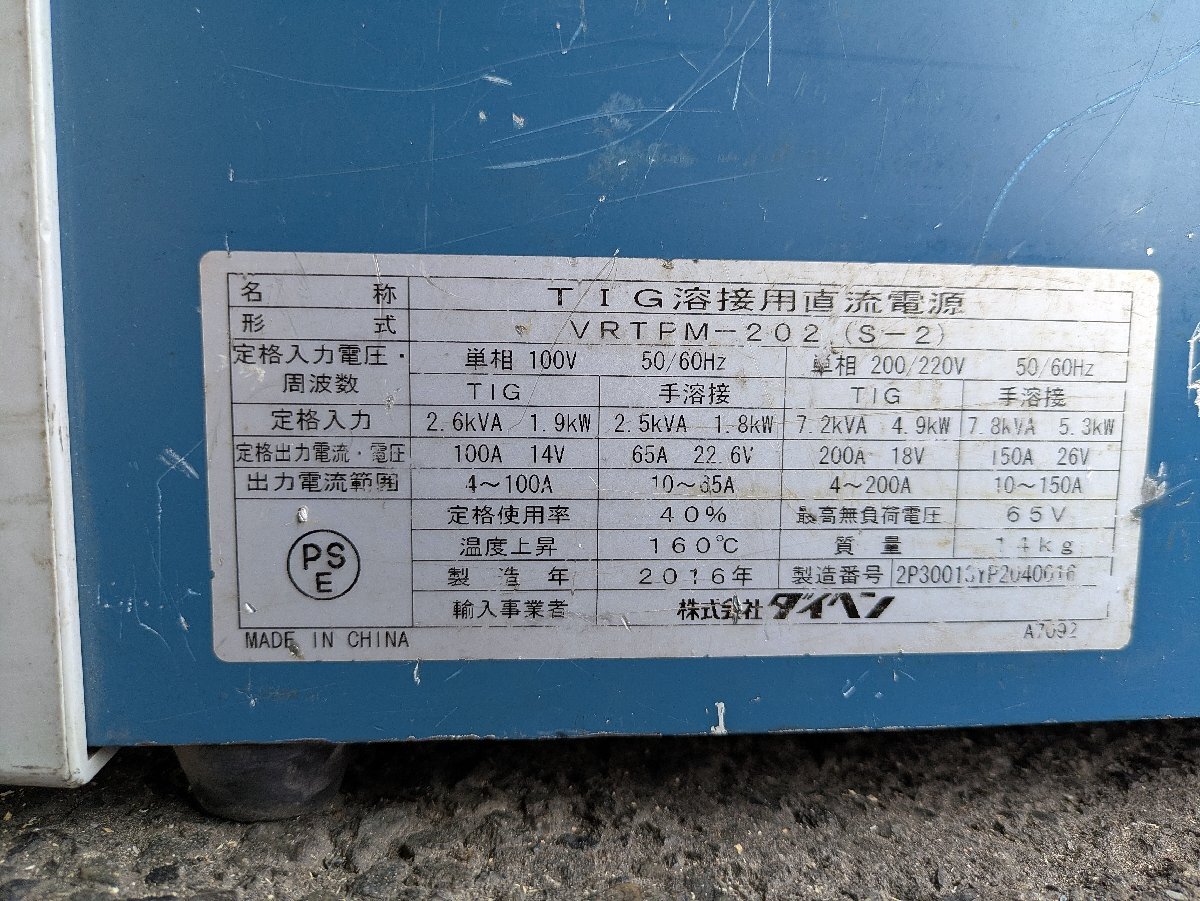 名称 TIG溶接用直流電源
形式 VRTPM-202 (S-2)
定格入力電圧・周波数 単相 100V 50/60Hz 単相 200/220V 50/60Hz
TIG 手溶接 TIG 手溶接
定格入力 2.6kVA 1.9kW 2.5kVA 1.8kW 7.2kVA 4.9kW 7.8kVA 5.3kW
定格出力電流・電圧 100A 14V 65A 22.6V 200A 18V 150A 26V
出力電流範囲 4〜100A 10〜65A 4〜200A 10〜150A
定格使用率 40% 最高無負荷電圧 65V
PS
E
温度上昇 160℃ 質量 14kg
製造年 2016年 製造番号 2P30013YP2040016
輸入事業者 株式会社 ダイヘン
MADE IN CHINA A7092